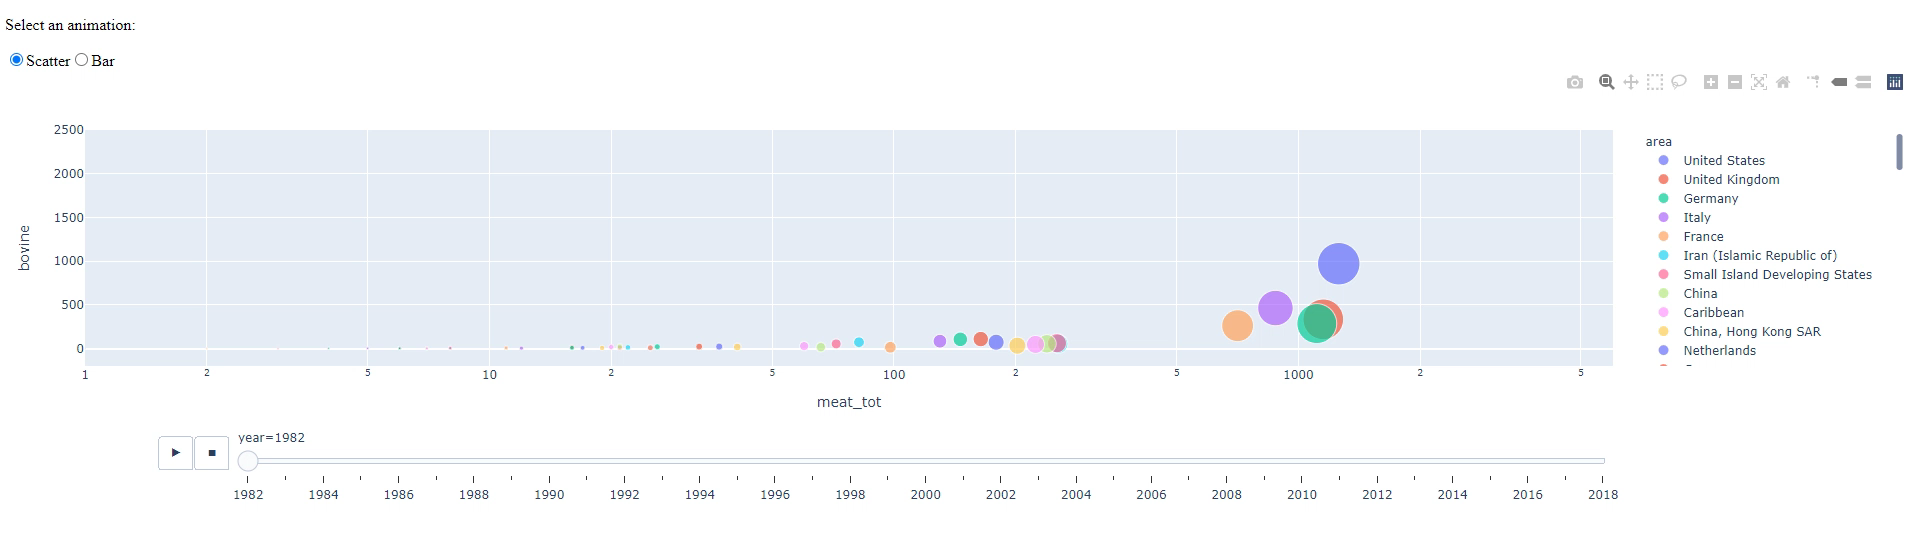 Select an animation:
Scatter Bar
2500
2000
1500
1000
500
0
bovine
1 2 5 10 2 5 100 2 5 1000 2 5
meat_tot
area
United States
United Kingdom
Germany
Italy
France
Iran (Islamic Republic of)
Small Island Developing States
China
Caribbean
China, Hong Kong SAR
Netherlands
year=1982
1982 1984 1986 1988 1990 1992 1994 1996 1998 2000 2002 2004 2006 2008 2010 2012 2014 2016 2018